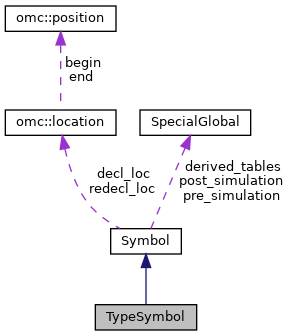 omc::position
begin
end
omc::location
SpecialGlobal
decl_loc
redecl_loc
derived_tables
post_simulation
pre_simulation
Symbol
TypeSymbol